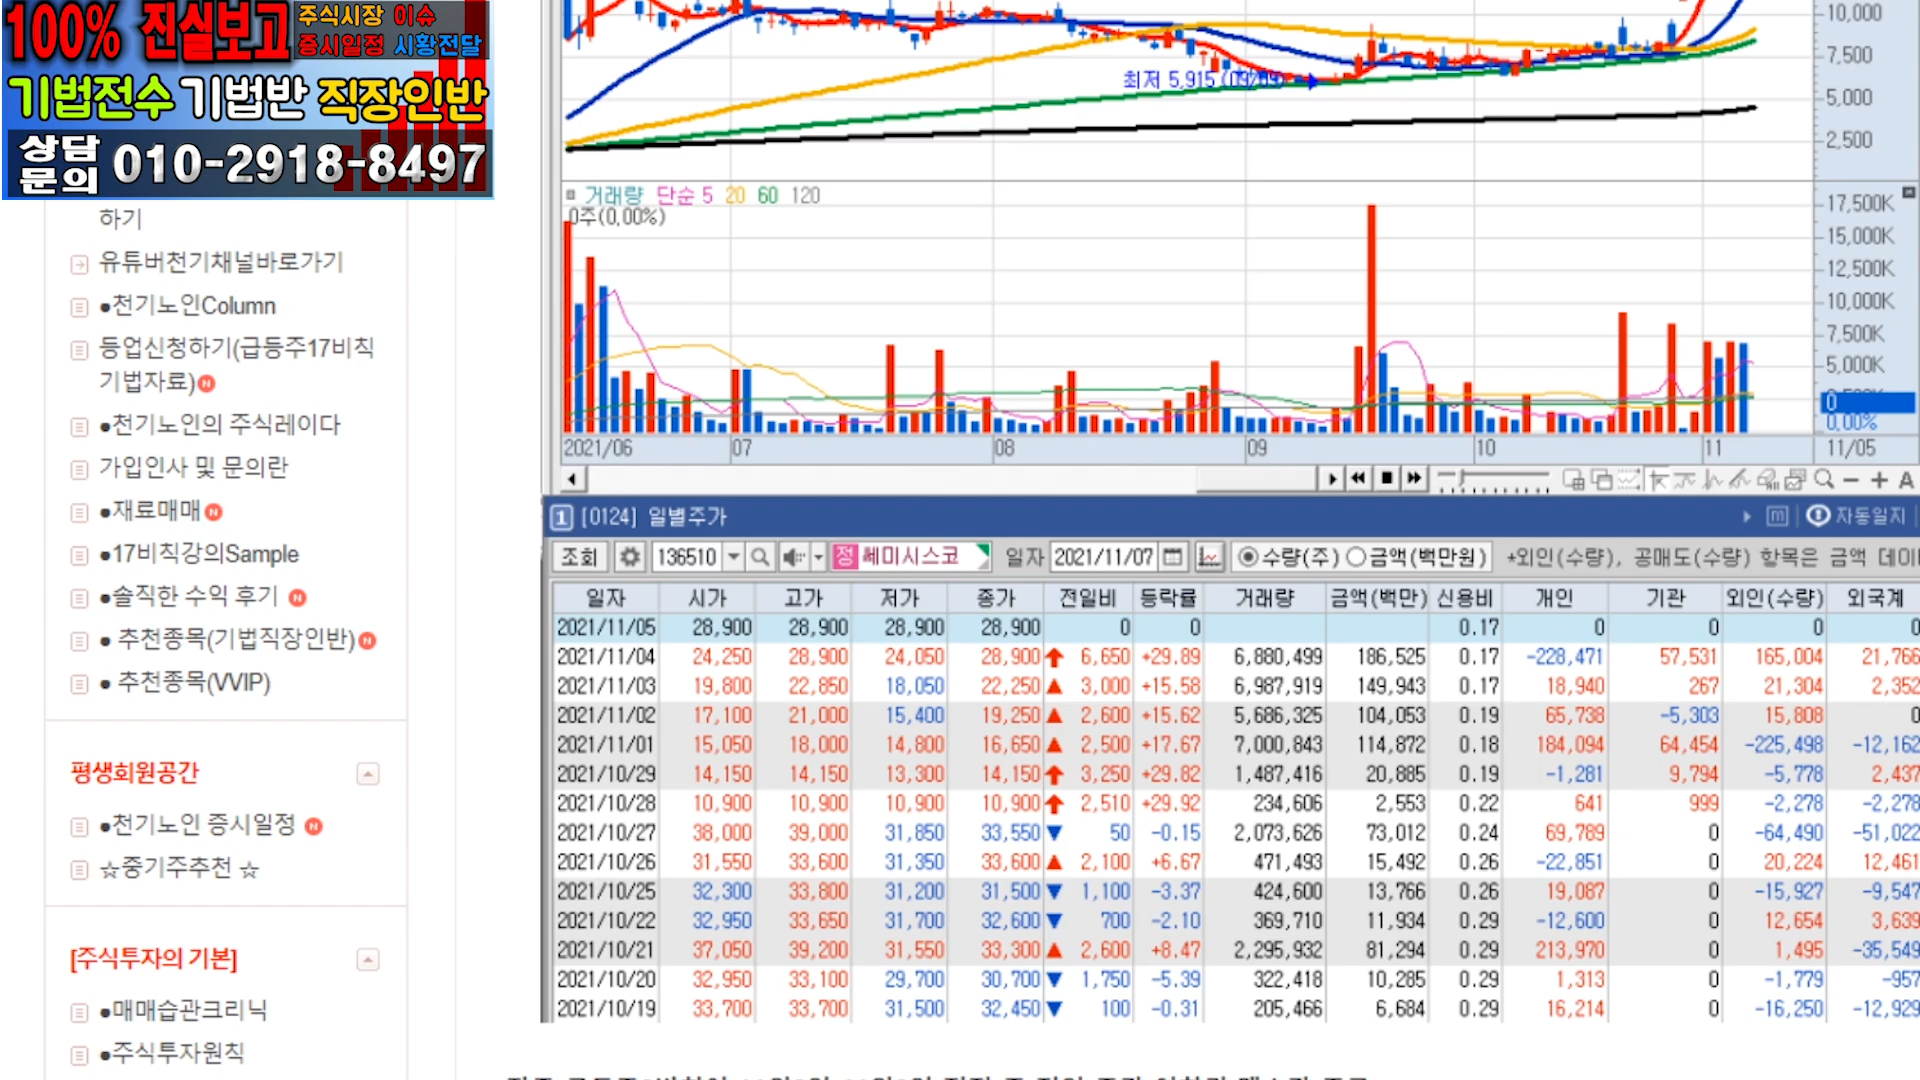 100% 진실보고
주식시장 이슈
증시일정 시황전달
기법전수 기법반 직장인반
상담문의 010-2918-8497
하기
유튜버천기채널바로가기
●천기노인Column
등업신청하기(급등주17비칙
기법자료) N
●천기노인의 주식레이다
가입인사 및 문의란
●재료매매 N
●17비칙강의Sample
●솔직한 수익 후기 N
● 추천종목(기법직장인반) N
● 추천종목(VVIP)
평생회원공간
●천기노인 증시일정 N
☆중기주추천 ☆
[주식투자의 기본]
●매매습관크리닉
●주식투자원칙
최저 5,915
10,000
7,500
5,000
2,500
거래량 단순 5 20 60 120
0주(0,00%)
17,500K
15,000K
12,500K
10,000K
7,500K
5,000K
0
0,00%
2021/06 07 08 09 10 11 11/05
A
1 [0124] 일별주가 자동일지
조회 136510 정 쎄미시스코 일자 2021/11/07 수량(주) 금액(백만원) *외인(수량), 공매도(수량) 항목은 금액
일자 시가 고가 저가 종가 전일비 등락률 거래량 금액(백만) 신용비 개인 기관 외인(수량) 외국계
2021/11/05 28,900 28,900 28,900 28,900 0 0 0.17 0 0 0 0
2021/11/04 24,250 28,900 24,050 28,900 6,650 +29.89 6,880,499 186,525 0.17 -228,471 57,531 165,004 21,766
2021/11/03 19,800 22,850 18,050 22,250 ▲ 3,000 +15.58 6,987,919 149,943 0.17 18,940 267 21,304 2,352
2021/11/02 17,100 21,000 15,400 19,250 ▲ 2,600 +15.62 5,686,325 104,053 0.19 65,738 -5,303 15,808 0
2021/11/01 15,050 18,000 14,800 16,650 ▲ 2,500 +17.67 7,000,843 114,872 0.18 184,094 64,454 -225,498 -12,162
2021/10/29 14,150 14,150 13,300 14,150 3,250 +29.82 1,487,416 20,885 0.19 -1,281 9,794 -5,778 2,437
2021/10/28 10,900 10,900 10,900 10,900 2,510 +29.92 234,606 2,553 0.22 641 999 -2,278 -2,278
2021/10/27 38,000 39,000 31,850 33,550 ▼ 50 -0.15 2,073,626 73,012 0.24 69,789 0 -64,490 -51,022
2021/10/26 31,550 33,600 31,350 33,600 ▲ 2,100 +6.67 471,493 15,492 0.26 -22,851 0 20,224 12,461
2021/10/25 32,300 33,800 31,200 31,500 ▼ 1,100 -3.37 424,600 13,766 0.26 19,087 0 -15,927 -9,547
2021/10/22 32,950 33,650 31,700 32,600 ▼ 700 -2.10 369,710 11,934 0.29 -12,600 0 12,654 3,639
2021/10/21 37,050 39,200 31,550 33,300 ▲ 2,600 +8.47 2,295,932 81,294 0.29 213,970 0 1,495 -35,549
2021/10/20 32,950 33,100 29,700 30,700 ▼ 1,750 -5.39 322,418 10,285 0.29 1,313 0 -1,779 -957
2021/10/19 33,700 33,700 31,500 32,450 ▼ 100 -0.31 205,466 6,684 0.29 16,214 0 -16,250 -12,929